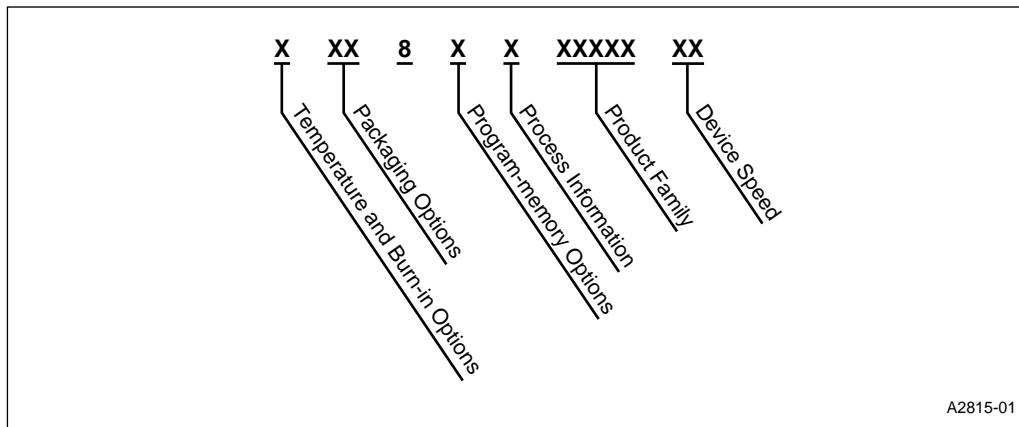 X XX 8 X X XXXXX XX
Temperature and Burn-in Options
Packaging Options
Program-memory Options
Process Information
Product Family
Device Speed
A2815-01